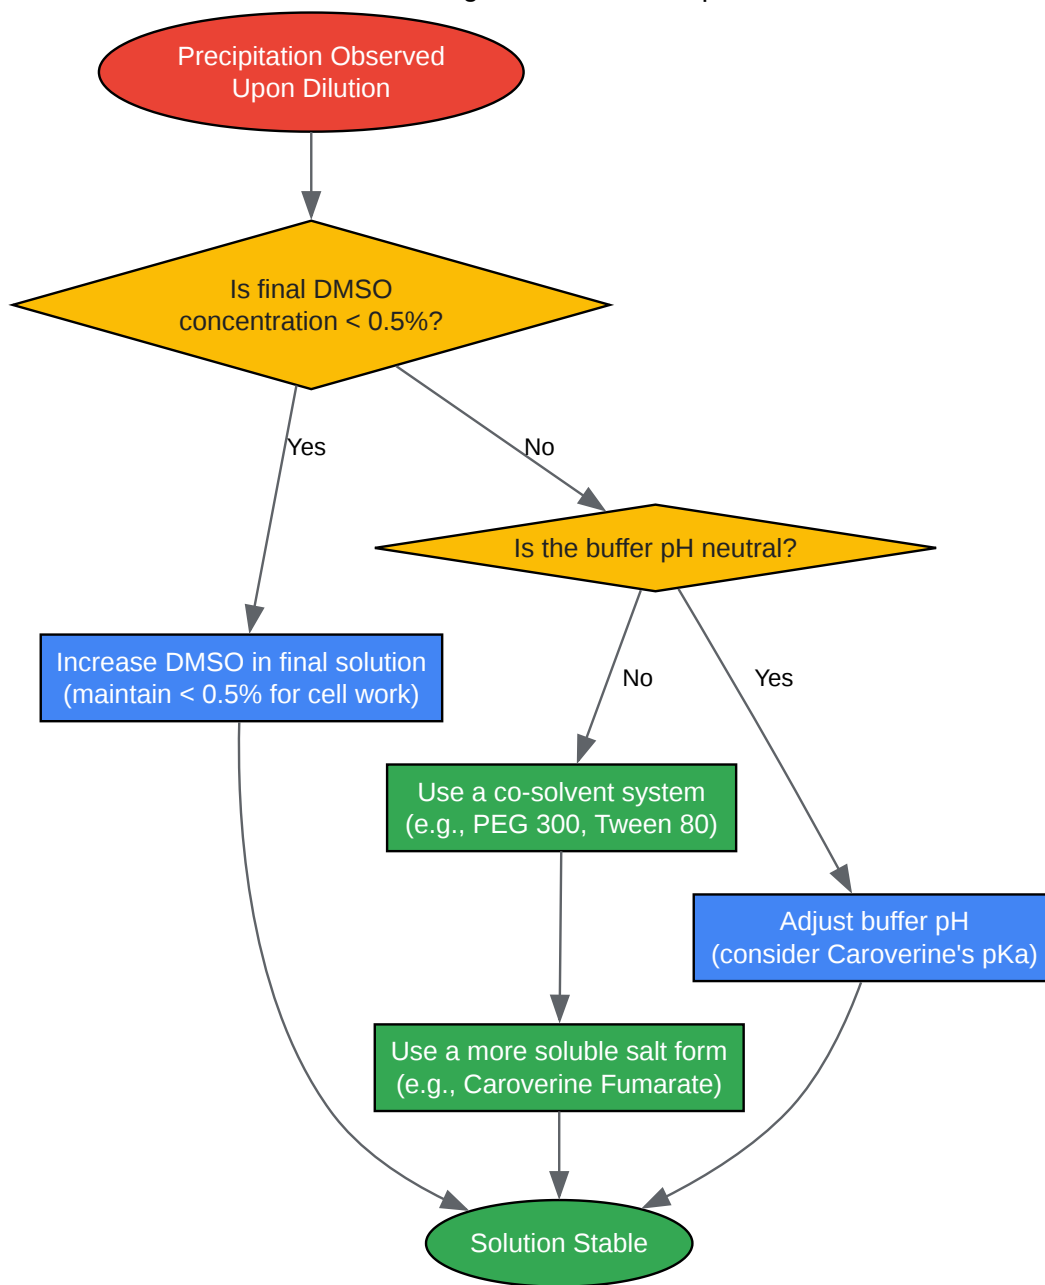 Precipitation Observed
Upon Dilution
Is final DMSO
concentration < 0.5%?
Yes
No
Is the buffer pH neutral?
Increase DMSO in final solution
(maintain < 0.5% for cell work)
No
Yes
Use a co-solvent system
(e.g., PEG 300, Tween 80)
Adjust buffer pH
(consider Caroverine's pKa)
Use a more soluble salt form
(e.g., Caroverine Fumarate)
Solution Stable